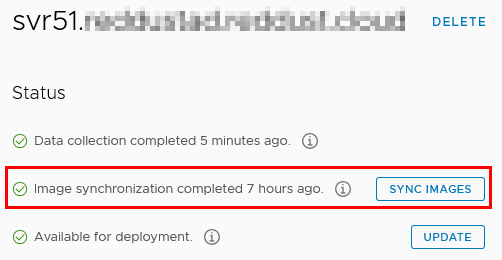 svr51. DELETE
Status
Data collection completed 5 minutes ago.
Image synchronization completed 7 hours ago. SYNC IMAGES
Available for deployment. UPDATE